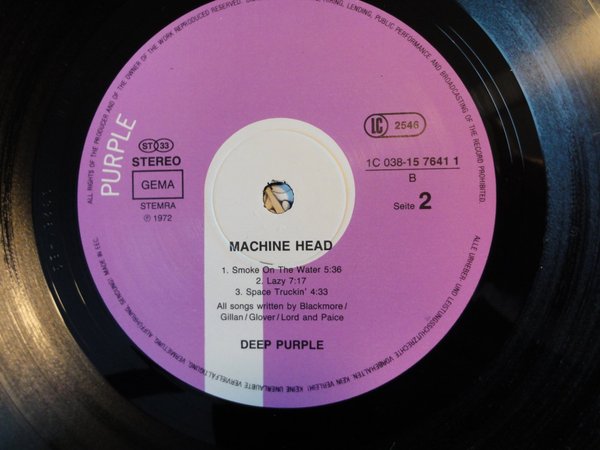 ALL RIGHTS OF THE PRODUCER AND OF THE OWNER OF THE WORK REPRODUCED RESERVED.
LENDING, PUBLIC PERFORMANCE AND BROADCASTING OF THE RECORD PROHIBITED.
PURPLE
ST 33
STEREO
GEMA
STEMRA
℗ 1972
LC 2546
1C 038-15 7641 1
B
Seite 2
MACHINE HEAD
1. Smoke On The Water 5:36
2. Lazy 7:17
3. Space Truckin' 4:33
All songs written by Blackmore/
Gillan/Glover/Lord and Paice
DEEP PURPLE
ALLE URHEBER- UND LEISTUNGSSCHUTZRECHTE VORBEHALTEN. KEIN VERLEIH! KEINE UNERLAUBTE VERVIELFÄLTIGUNG, VERMIETUNG, AUFFÜHRUNG, SENDUNG! MADE IN EEC.